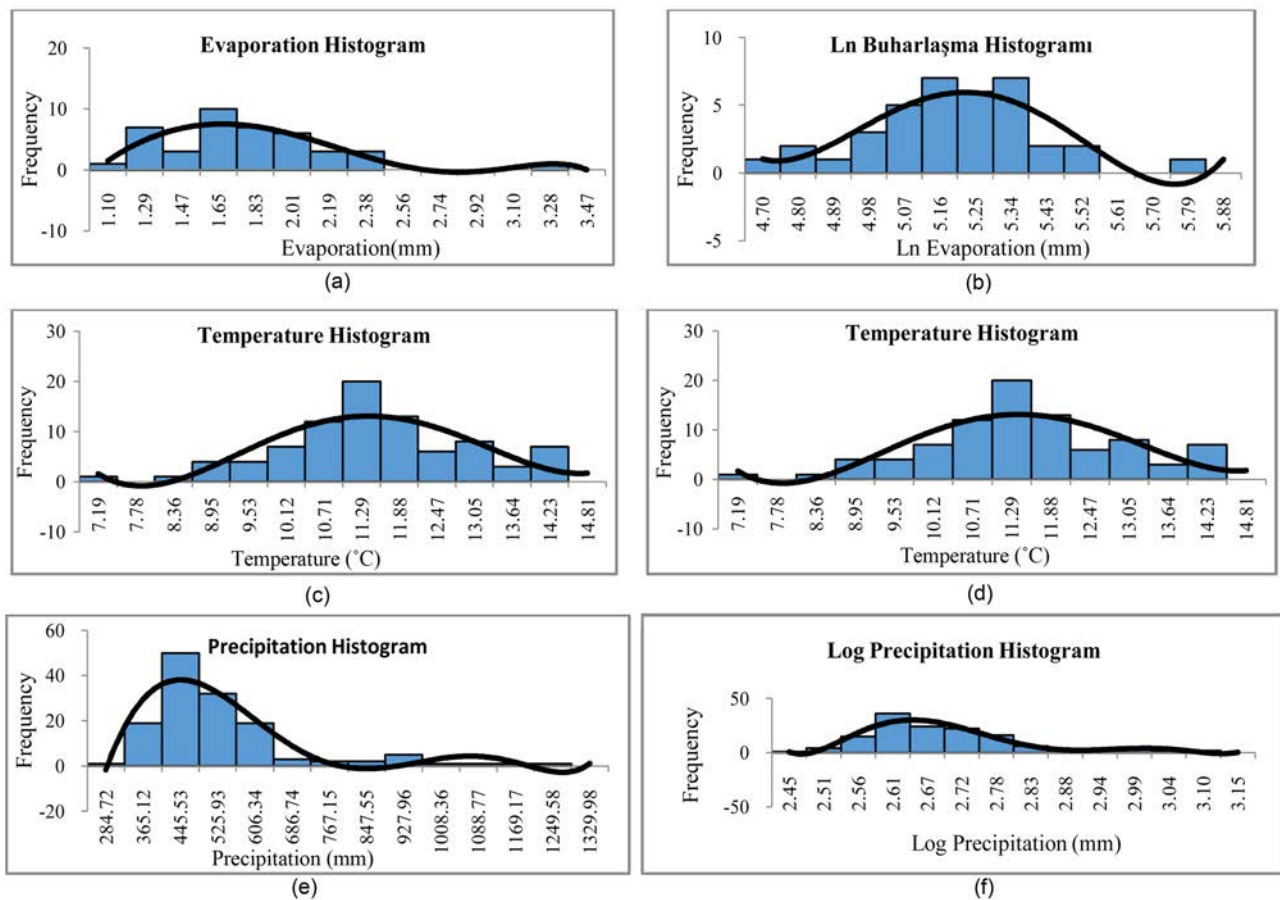 Evaporation Histogram
20
10
0
-10
Frequency
1.10 1.29 1.47 1.65 1.83 2.01 2.19 2.38 2.56 2.74 2.92 3.10 3.28 3.47
Evaporation(mm)
(a)
Ln Buharlaşma Histogramı
10
5
0
-5
Frequency
4.70 4.80 4.89 4.98 5.07 5.16 5.25 5.34 5.43 5.52 5.61 5.70 5.79 5.88
Ln Evaporation (mm)
(b)
Temperature Histogram
30
20
10
0
-10
Frequency
7.19 7.78 8.36 8.95 9.53 10.12 10.71 11.29 11.88 12.47 13.05 13.64 14.23 14.81
Temperature (˚C)
(c)
Temperature Histogram
30
20
10
0
-10
Frequency
7.19 7.78 8.36 8.95 9.53 10.12 10.71 11.29 11.88 12.47 13.05 13.64 14.23 14.81
Temperature (˚C)
(d)
Precipitation Histogram
60
40
20
0
-20
Frequency
284.72 365.12 445.53 525.93 606.34 686.74 767.15 847.55 927.96 1008.36 1088.77 1169.17 1249.58 1329.98
Precipitation (mm)
(e)
Log Precipitation Histogram
50
0
-50
Frequency
2.45 2.51 2.56 2.61 2.67 2.72 2.78 2.83 2.88 2.94 2.99 3.04 3.10 3.15
Log Precipitation (mm)
(f)